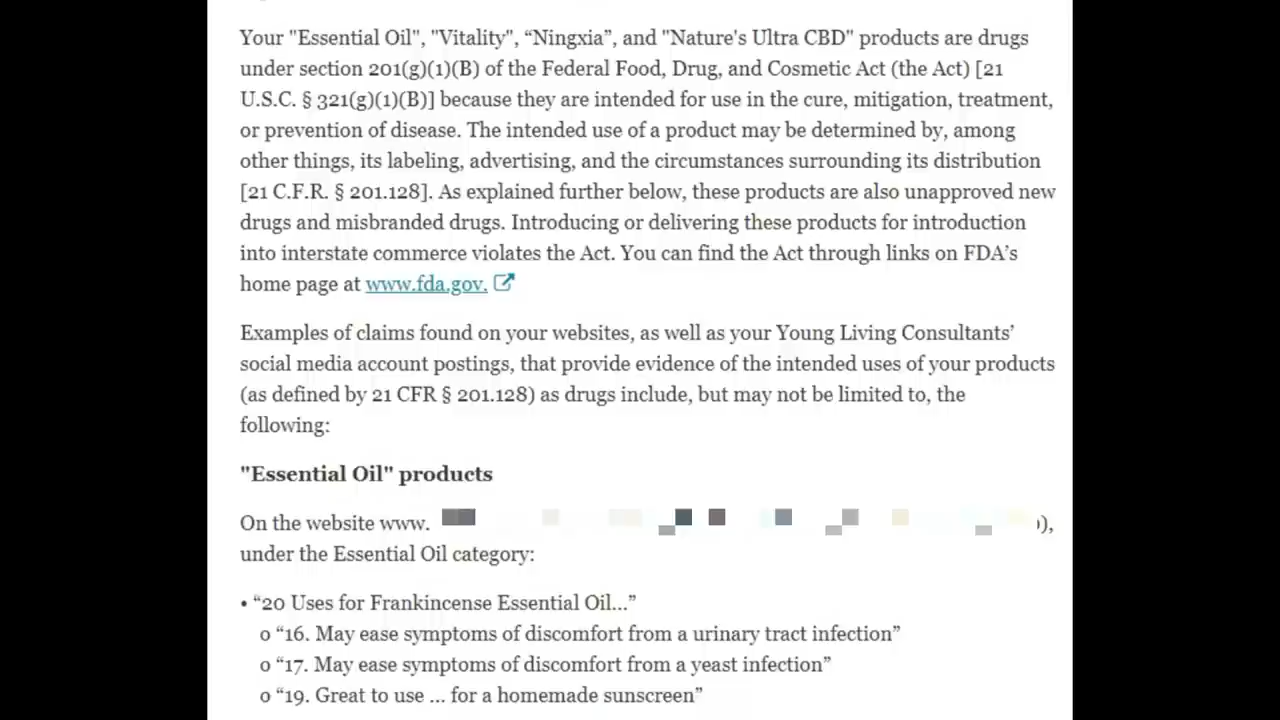 Your "Essential Oil", "Vitality", “Ningxia”, and "Nature's Ultra CBD" products are drugs
under section 201(g)(1)(B) of the Federal Food, Drug, and Cosmetic Act (the Act) [21
U.S.C. § 321(g)(1)(B)] because they are intended for use in the cure, mitigation, treatment,
or prevention of disease. The intended use of a product may be determined by, among
other things, its labeling, advertising, and the circumstances surrounding its distribution
[21 C.F.R. § 201.128]. As explained further below, these products are also unapproved new
drugs and misbranded drugs. Introducing or delivering these products for introduction
into interstate commerce violates the Act. You can find the Act through links on FDA’s
home page at www.fda.gov.
Examples of claims found on your websites, as well as your Young Living Consultants’
social media account postings, that provide evidence of the intended uses of your products
(as defined by 21 CFR § 201.128) as drugs include, but may not be limited to, the
following:
"Essential Oil" products
On the website www. ),
under the Essential Oil category:
• “20 Uses for Frankincense Essential Oil...”
o “16. May ease symptoms of discomfort from a urinary tract infection”
o “17. May ease symptoms of discomfort from a yeast infection”
o “19. Great to use ... for a homemade sunscreen”